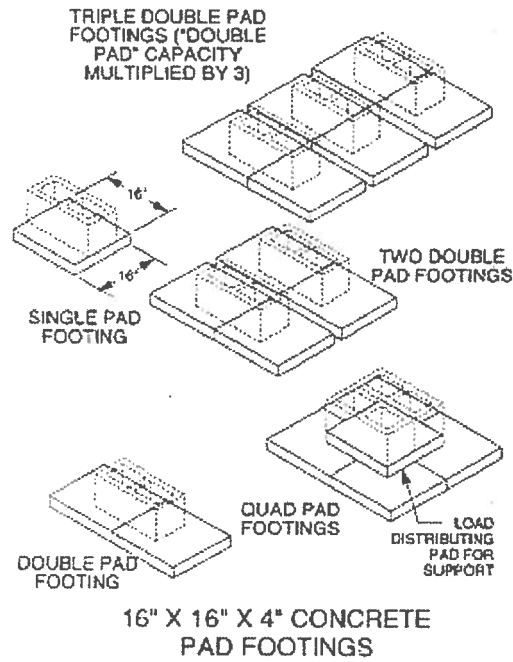 TRIPLE DOUBLE PAD
FOOTINGS ("DOUBLE
PAD" CAPACITY
MULTIPLIED BY 3)
16"
16"
SINGLE PAD
FOOTING
TWO DOUBLE
PAD FOOTINGS
QUAD PAD
FOOTINGS
LOAD
DISTRIBUTING
PAD FOR
SUPPORT
DOUBLE PAD
FOOTING
16" X 16" X 4" CONCRETE
PAD FOOTINGS